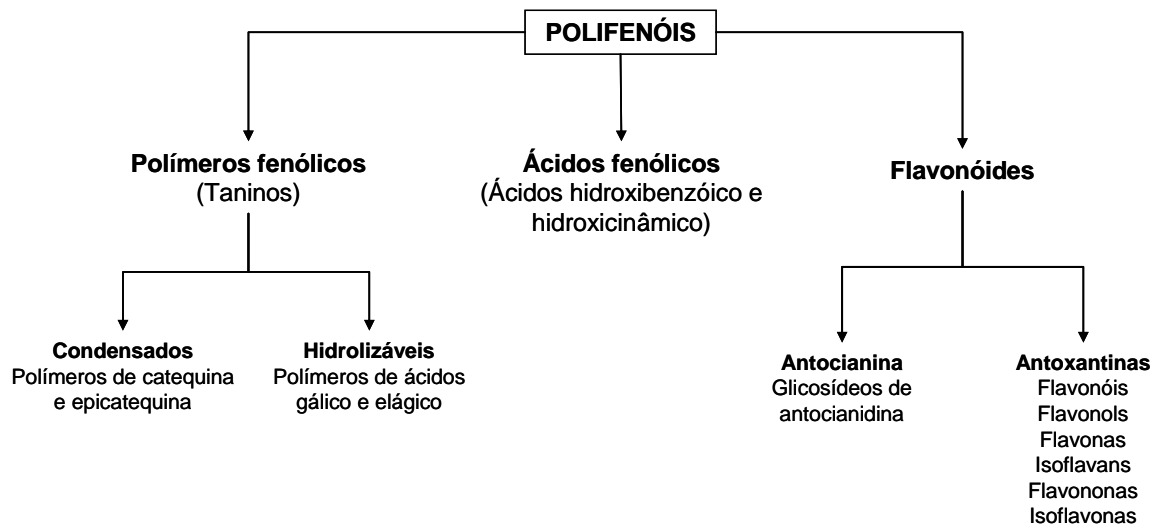 POLIFENÓIS
Polímeros fenólicos
(Taninos)
Ácidos fenólicos
(Ácidos hidroxibenzóico e
hidroxicinâmico)
Flavonóides
Condensados
Polímeros de catequina
e epicatequina
Hidrolizáveis
Polímeros de ácidos
gálico e elágico
Antocianina
Glicosídeos de
antocianidina
Antoxantinas
Flavonóis
Flavonols
Flavonas
Isoflavans
Flavononas
Isoflavonas